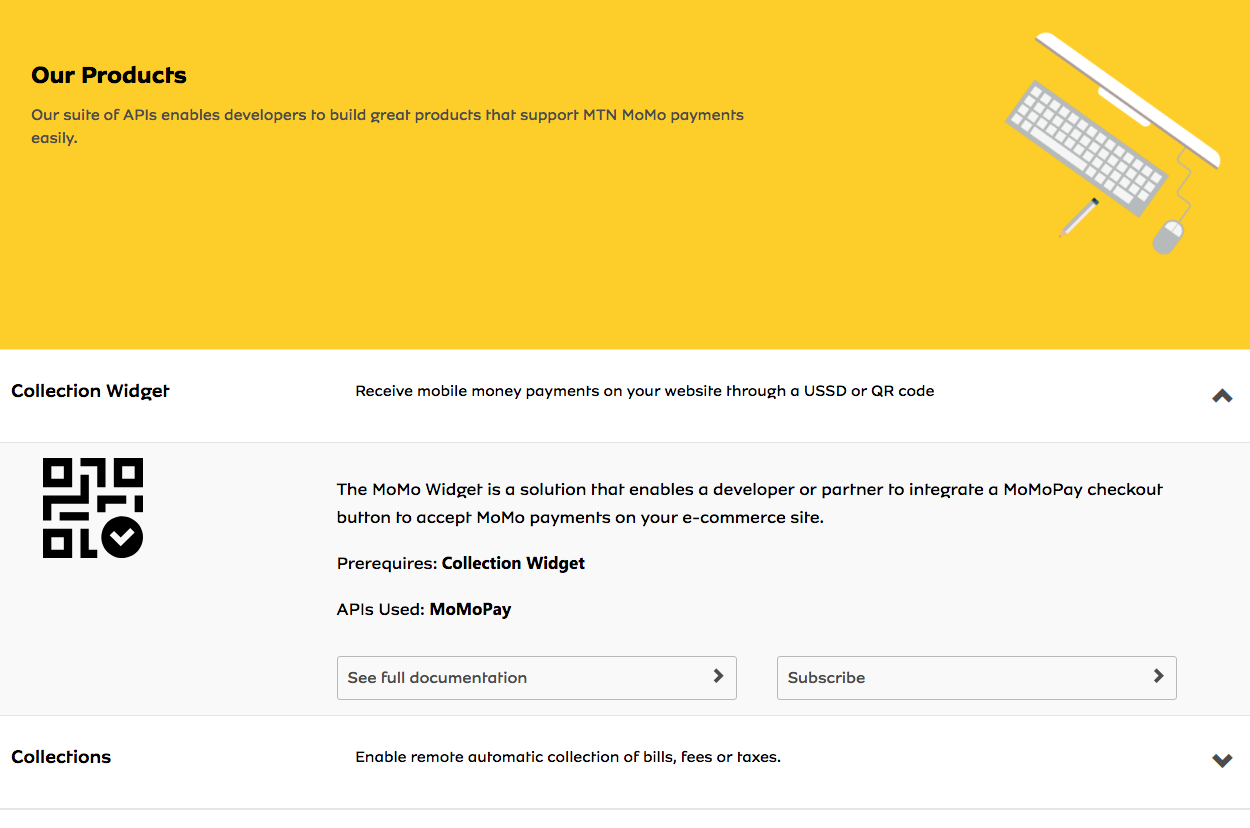 Our Products
Our suite of APIs enables developers to build great products that support MTN MoMo payments
easily.
Collection Widget
Receive mobile money payments on your website through a USSD or QR code
The MoMo Widget is a solution that enables a developer or partner to integrate a MoMoPay checkout
button to accept MoMo payments on your e-commerce site.
Prerequires: Collection Widget
APIs Used: MoMoPay
See full documentation
Subscribe
Collections
Enable remote automatic collection of bills, fees or taxes.